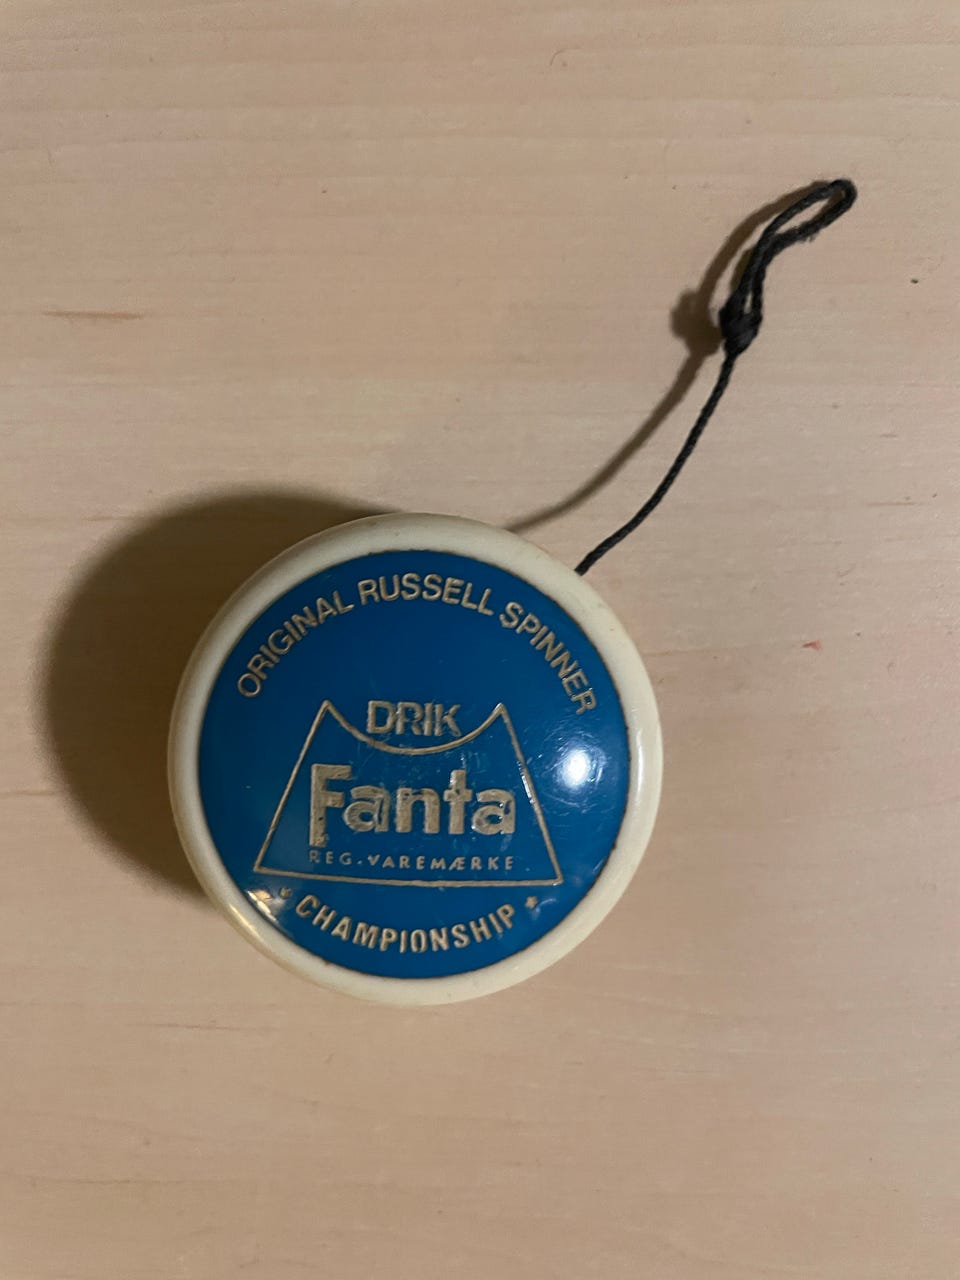 ORIGINAL RUSSELL SPINNER
DRIK
Fanta
REG. VAREMÆRKE
* CHAMPIONSHIP *